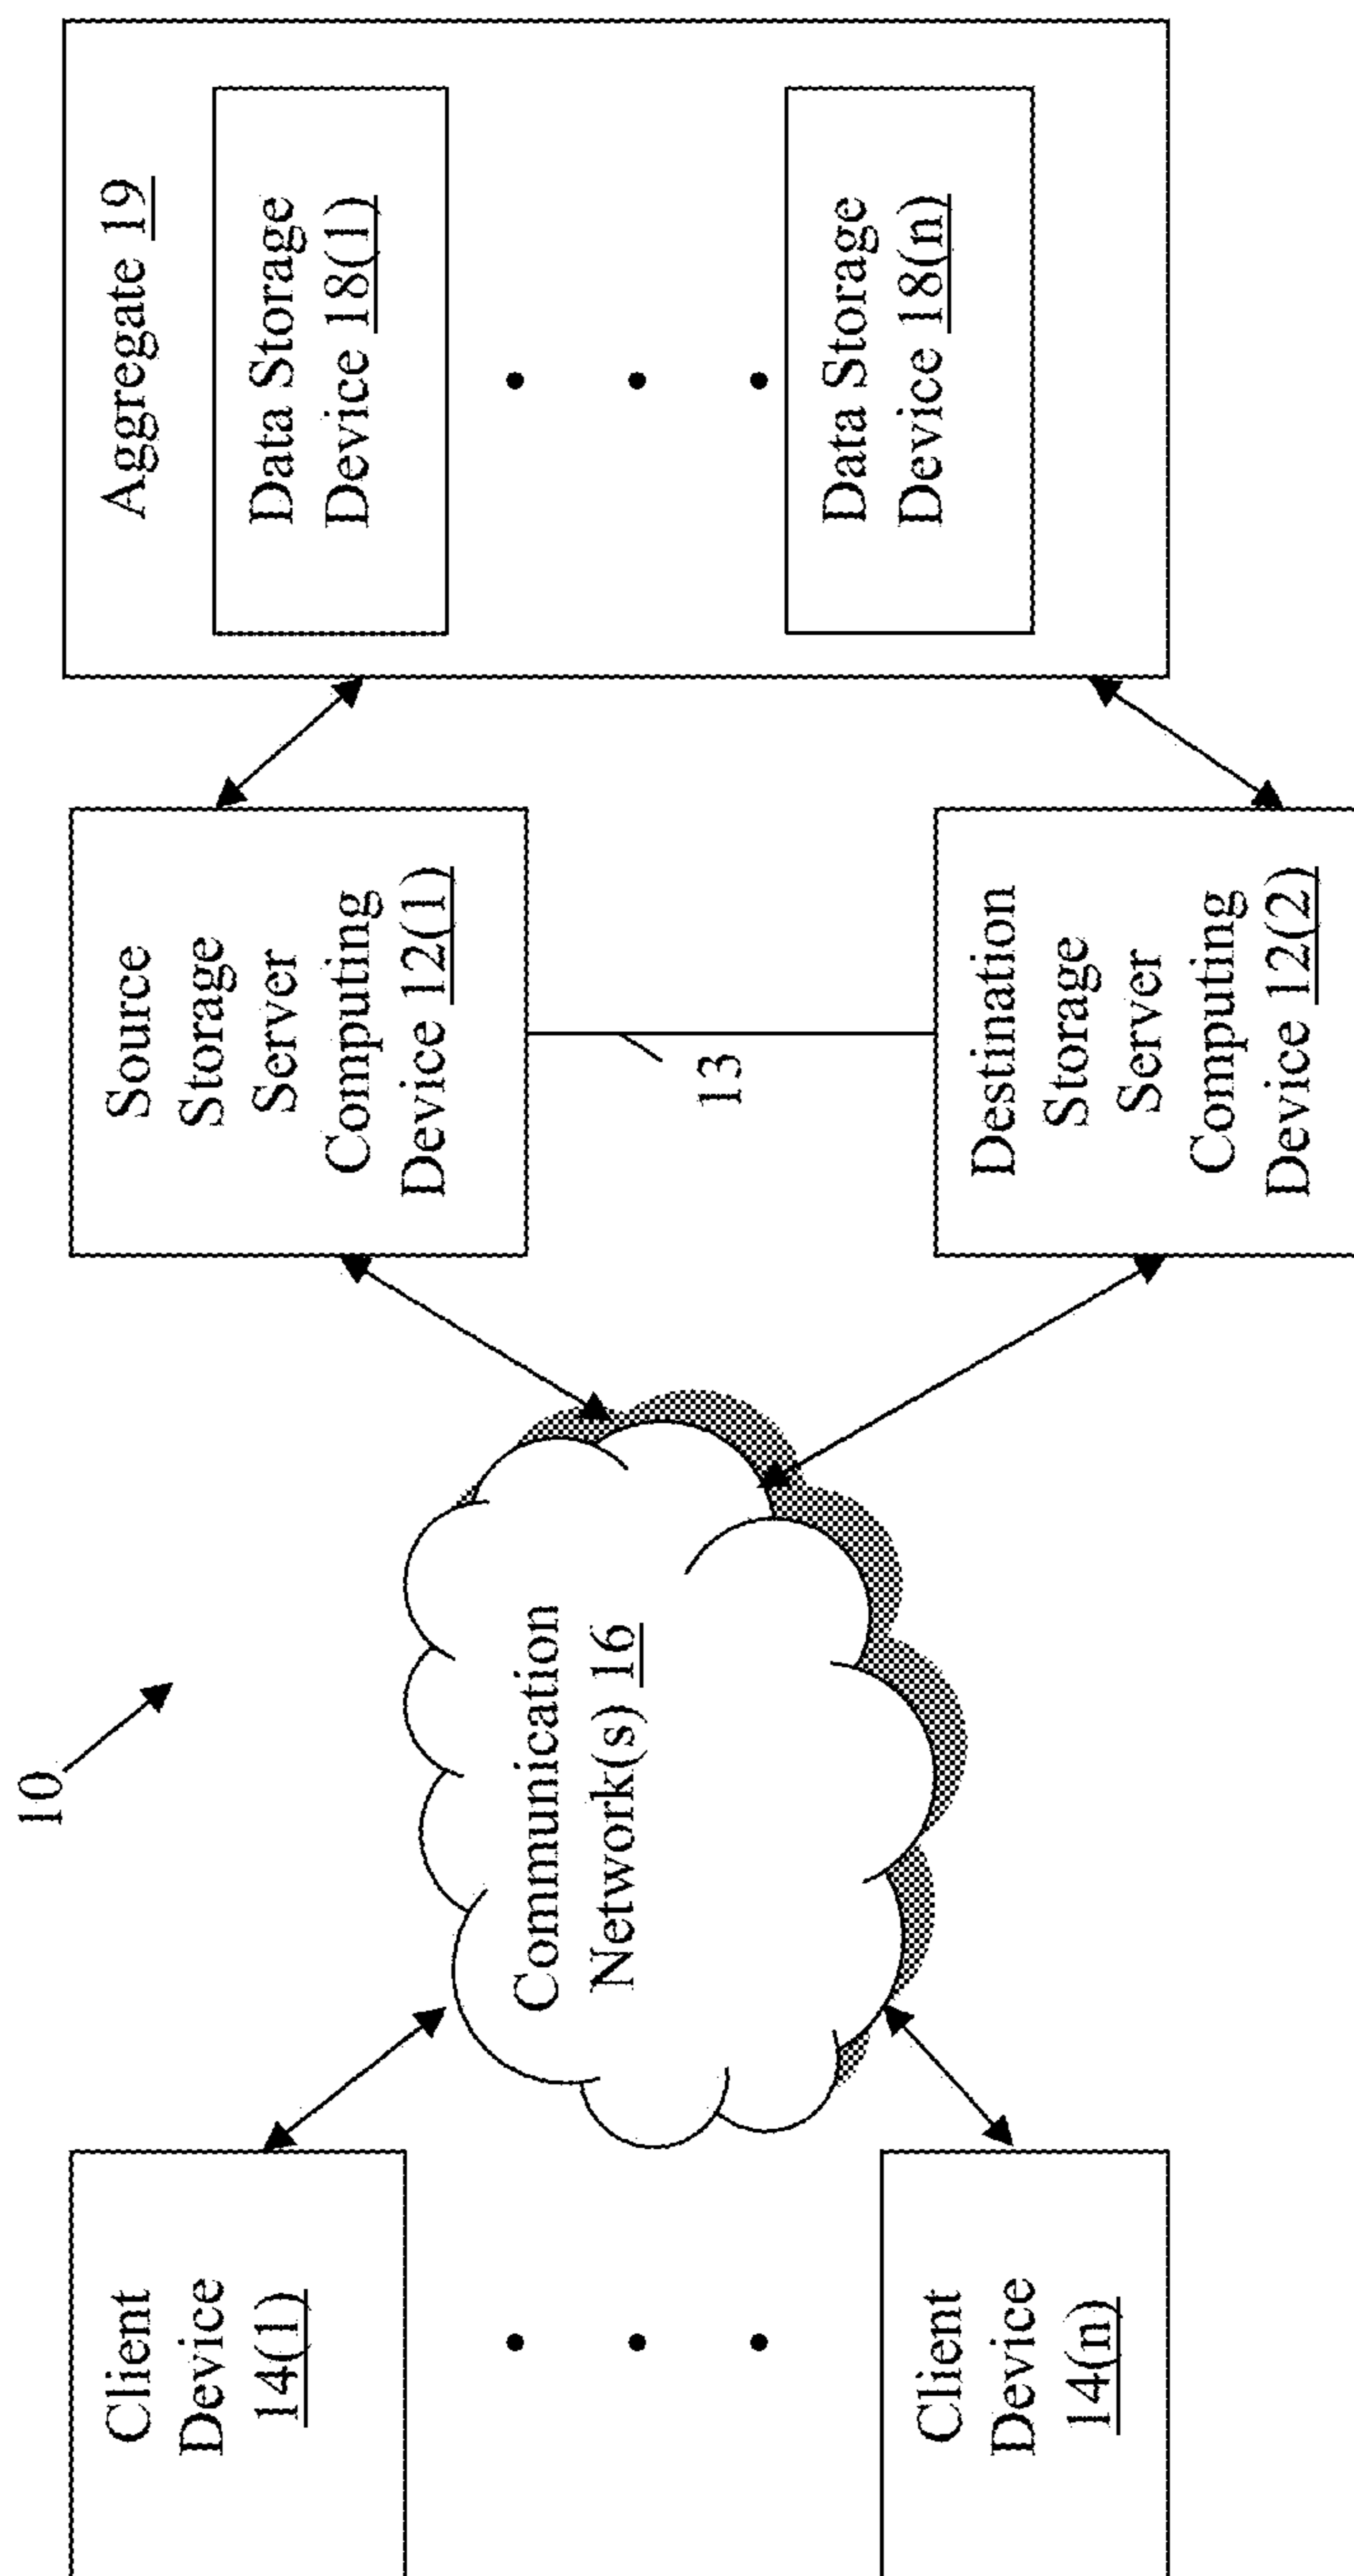 10
Client
Device
14(1)
Client
Device
14(n)
Communication
Network(s) 16
Source
Storage
Server
Computing
Device 12(1)
13
Destination
Storage
Server
Computing
Device 12(2)
Aggregate 19
Data Storage
Device 18(1)
Data Storage
Device 18(n)